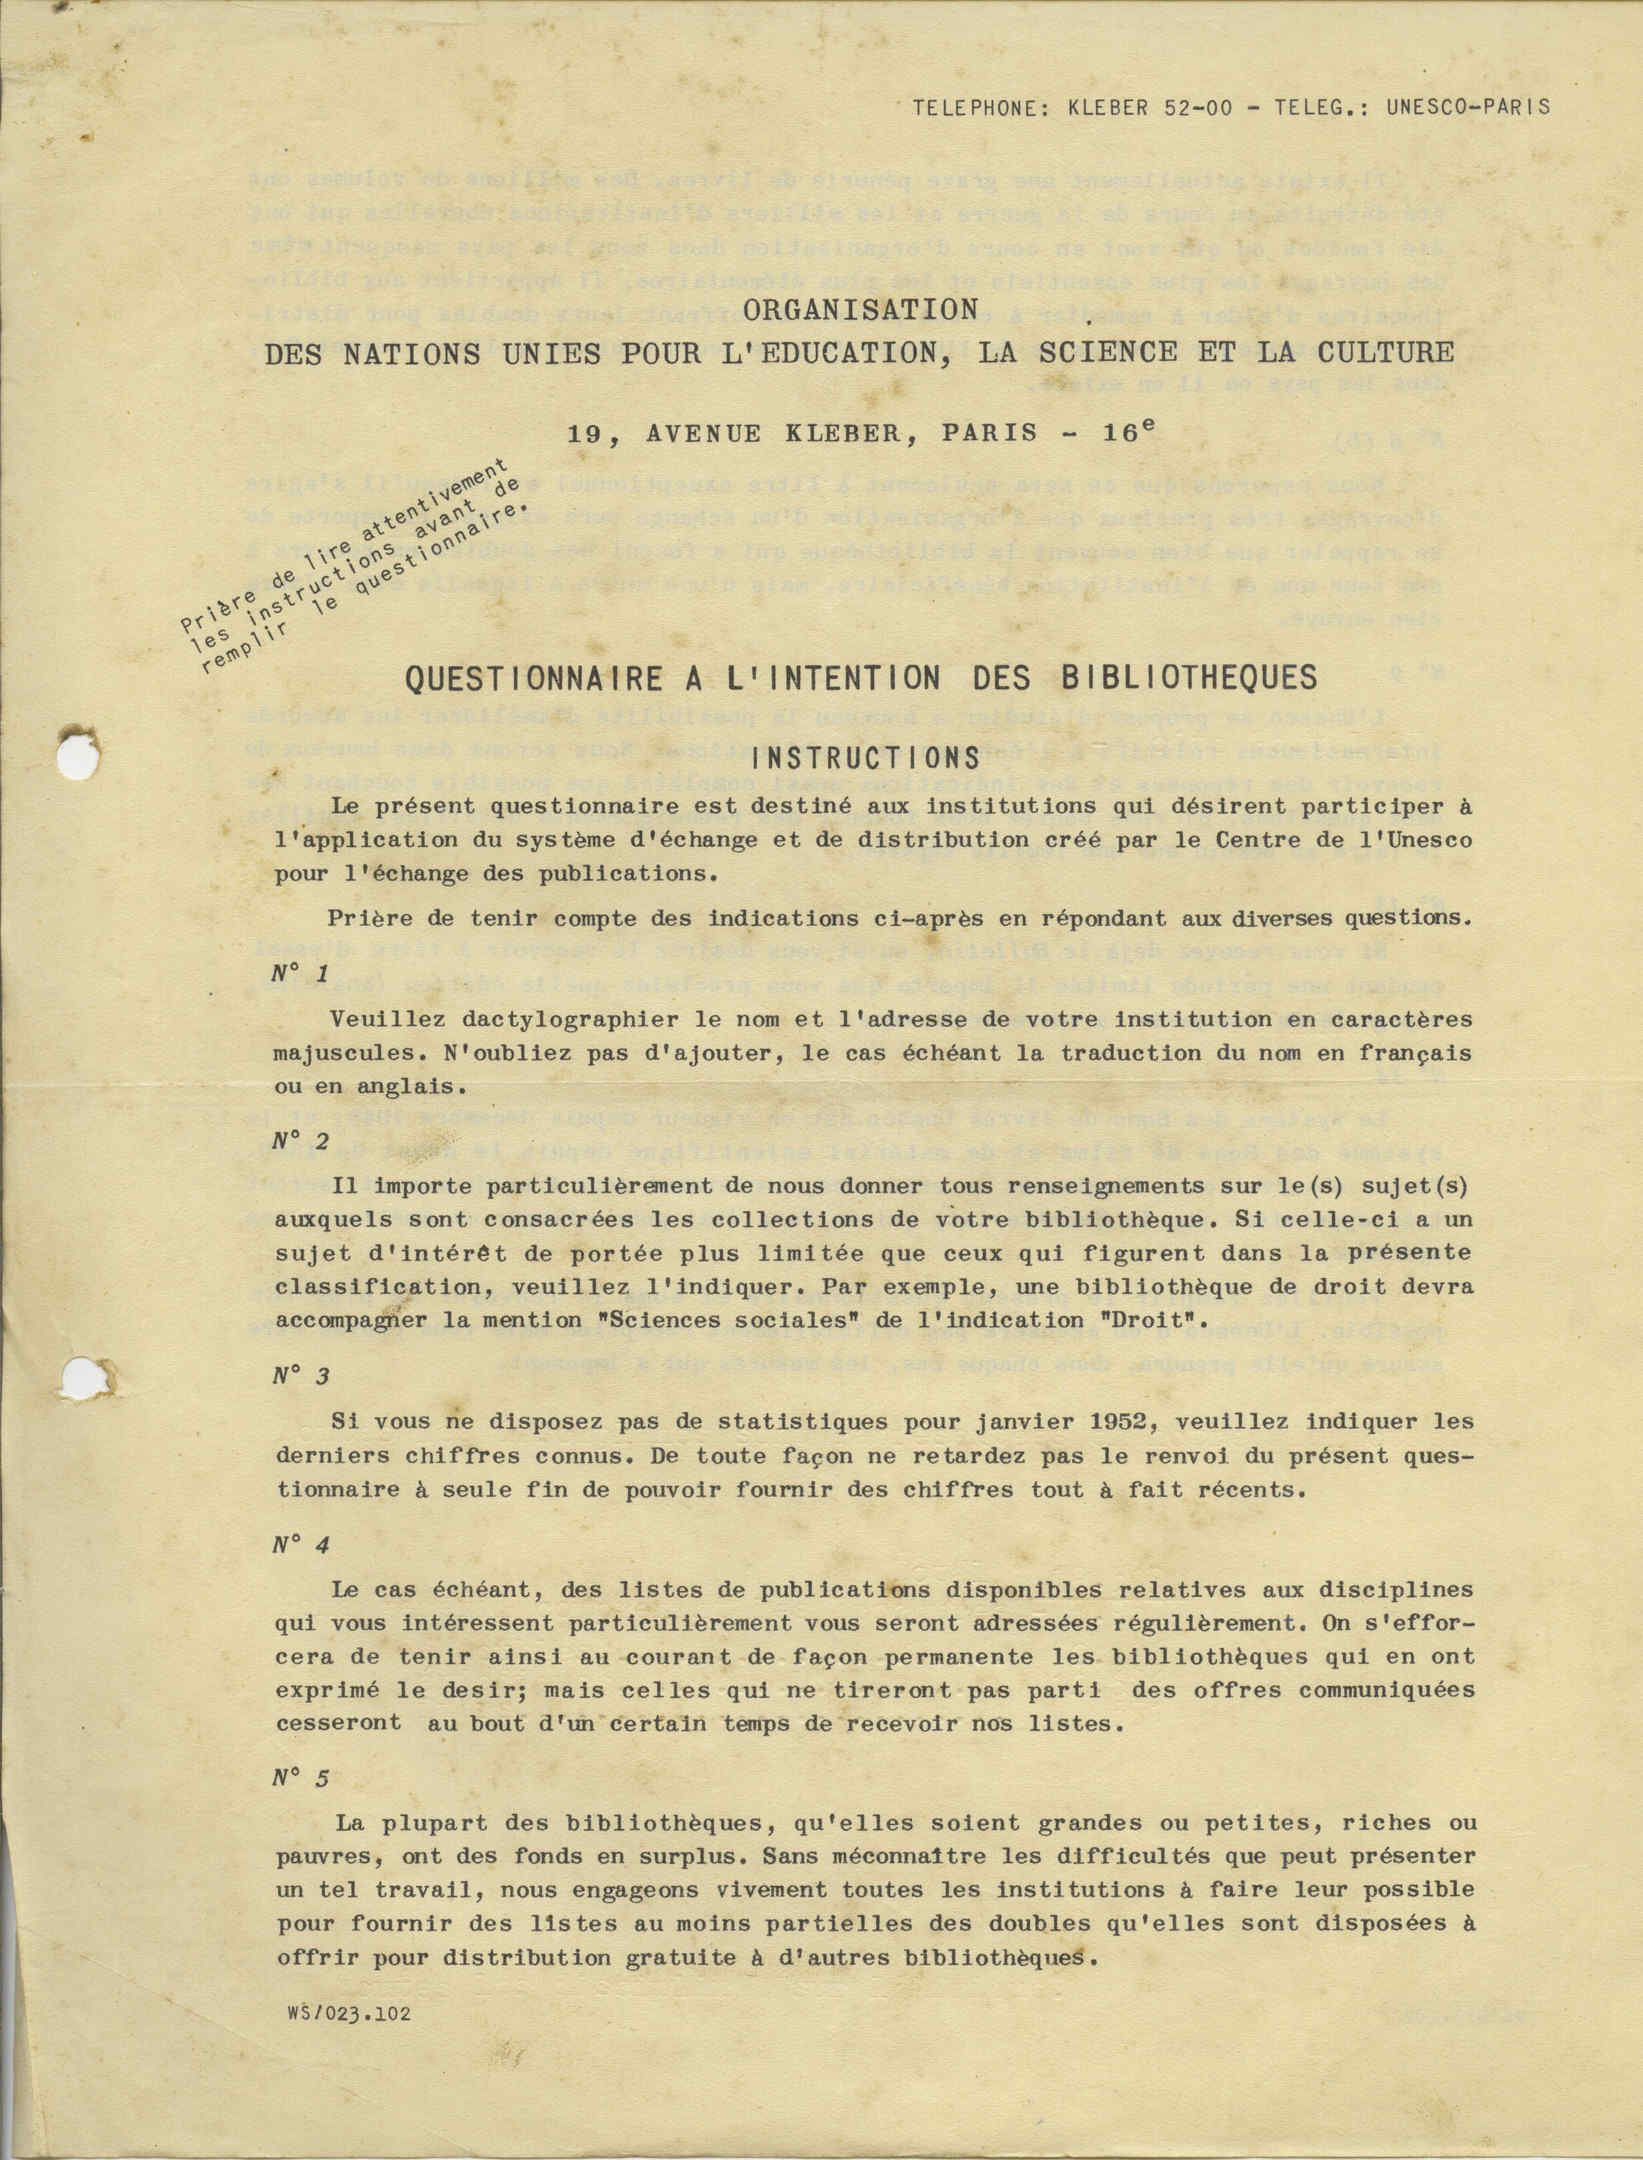 TELEPHONE: KLEBER 52-00 - TELEG.: UNESCO-PARIS
ORGANISATION
DES NATIONS UNIES POUR L'EDUCATION, LA SCIENCE ET LA CULTURE
19, AVENUE KLEBER, PARIS - 16e
Prière de lire attentivement
les instructions avant de
remplir le questionnaire.
QUESTIONNAIRE A L'INTENTION DES BIBLIOTHEQUES
INSTRUCTIONS
Le présent questionnaire est destiné aux institutions qui désirent participer à
l'application du système d'échange et de distribution créé par le Centre de l'Unesco
pour l'échange des publications.
Prière de tenir compte des indications ci-après en répondant aux diverses questions.
N° 1
Veuillez dactylographier le nom et l'adresse de votre institution en caractères
majuscules. N'oubliez pas d'ajouter, le cas échéant la traduction du nom en français
ou en anglais.
N° 2
Il importe particulièrement de nous donner tous renseignements sur le(s) sujet(s)
auxquels sont consacrées les collections de votre bibliothèque. Si celle-ci a un
sujet d'intérêt de portée plus limitée que ceux qui figurent dans la présente
classification, veuillez l'indiquer. Par exemple, une bibliothèque de droit devra
accompagner la mention "Sciences sociales" de l'indication "Droit".
N° 3
Si vous ne disposez pas de statistiques pour janvier 1952, veuillez indiquer les
derniers chiffres connus. De toute façon ne retardez pas le renvoi du présent ques-
tionnaire à seule fin de pouvoir fournir des chiffres tout à fait récents.
N° 4
Le cas échéant, des listes de publications disponibles relatives aux disciplines
qui vous intéressent particulièrement vous seront adressées régulièrement. On s'effor-
cera de tenir ainsi au courant de façon permanente les bibliothèques qui en ont
exprimé le desir; mais celles qui ne tireront pas parti des offres communiquées
cesseront au bout d'un certain temps de recevoir nos listes.
N° 5
La plupart des bibliothèques, qu'elles soient grandes ou petites, riches ou
pauvres, ont des fonds en surplus. Sans méconnaître les difficultés que peut présenter
un tel travail, nous engageons vivement toutes les institutions à faire leur possible
pour fournir des listes au moins partielles des doubles qu'elles sont disposées à
offrir pour distribution gratuite à d'autres bibliothèques.
WS/023.102